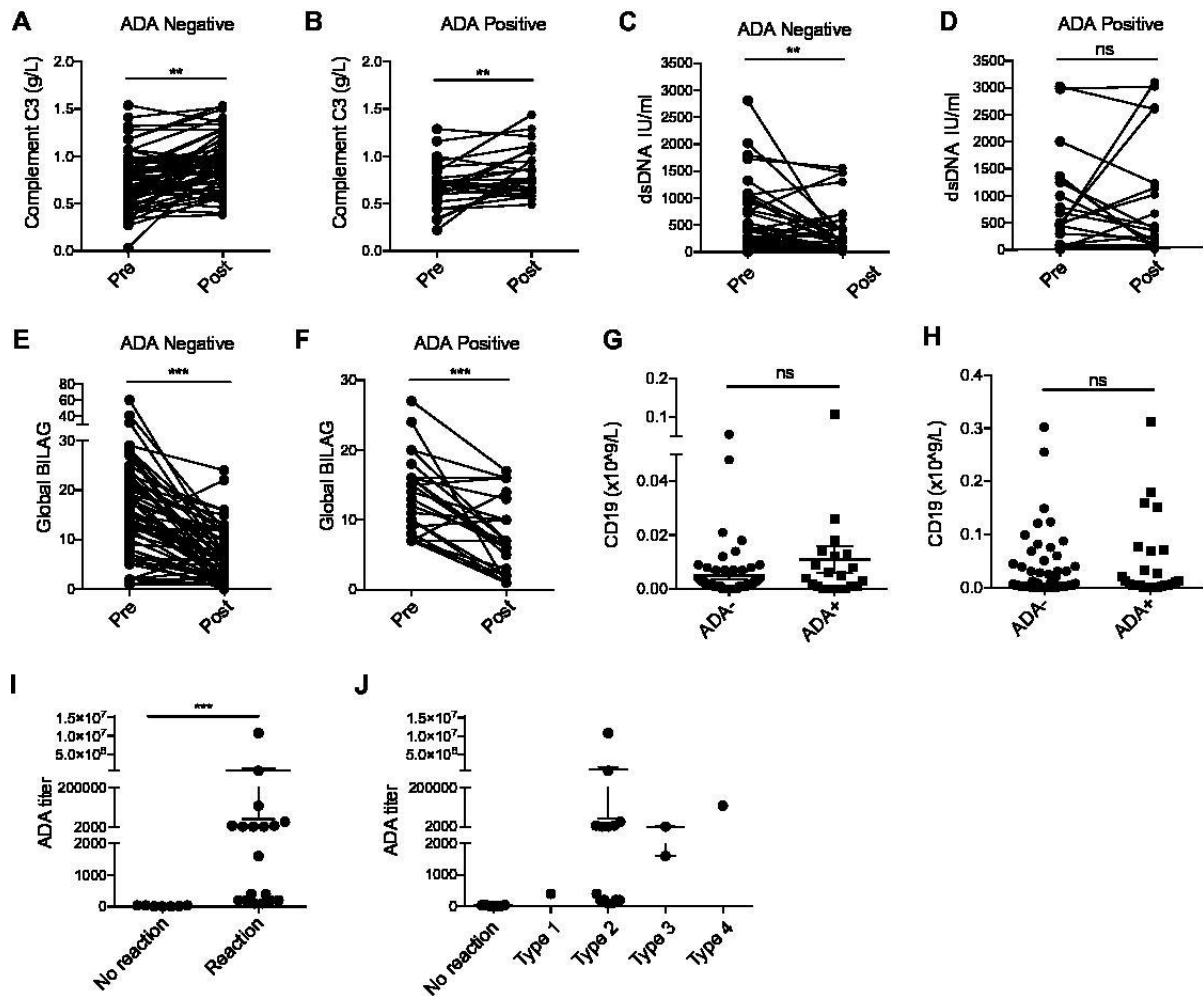 A
ADA Negative
**
Complement C3 (g/L)
2.0
1.5
1.0
0.5
0.0
Pre
Post
B
ADA Positive
**
Complement C3 (g/L)
2.0
1.5
1.0
0.5
0.0
Pre
Post
C
ADA Negative
**
dsDNA IU/ml
3500
3000
2500
2000
1500
1000
500
0
Pre
Post
D
ADA Positive
ns
dsDNA IU/ml
3500
3000
2500
2000
1500
1000
500
0
Pre
Post
E
ADA Negative
***
Global BILAG
80
60
40
20
30
20
10
0
Pre
Post
F
ADA Positive
***
Global BILAG
30
20
10
0
Pre
Post
G
ns
CD19 (x10^9/L)
0.2
0.1
0.04
0.02
0.00
ADA-
ADA+
H
ns
CD19 (x10^9/L)
0.4
0.3
0.2
0.1
0.0
ADA-
ADA+
I
***
ADA titer
1.5×10⁷
1.0×10⁷
5.0×10⁶
200000
2000
2000
1000
0
No reaction
Reaction
J
ADA titer
1.5×10⁷
1.0×10⁷
5.0×10⁶
200000
2000
2000
1000
0
No reaction
Type 1
Type 2
Type 3
Type 4